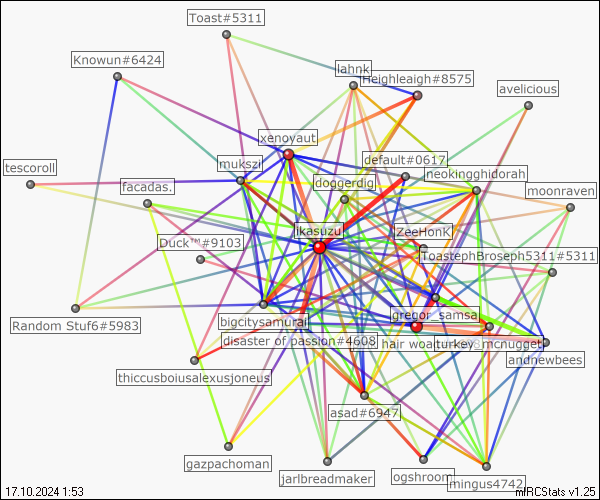 Toast#5311
Knowun#6424
lahnk
Heighleaigh#8575
avelicious
xenoyaut
mukszi
default#0617
tescoroll
neokingghidorah
facadas.
doggerdig
moonraven
ikasuzu
ZeeHonk
Duck™#9103
ToastephBroseph5311#5311
Random Stuf6#5983
bigcitysamurai
gregor_samsa
disaster of passion#4608
hair
turkey
mcnugget
andnewbees
thiccusboiusalexusjoneus
asad#6947
gazpachoman
jarlbreadmaker
ogshroom
mingus4742
17.10.2024 1:53
mIRCStats v1.25